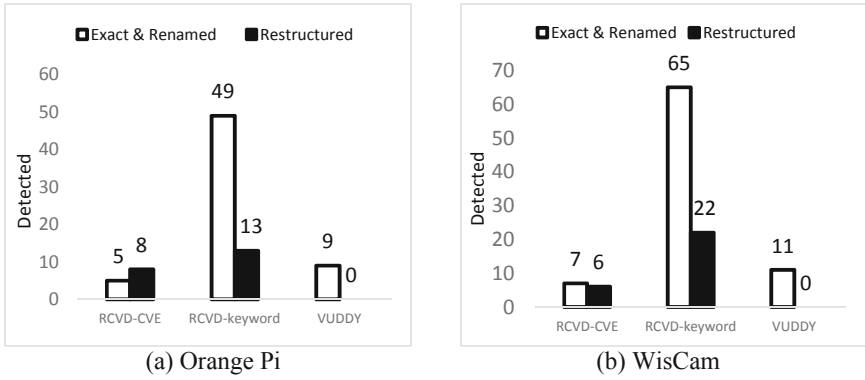 Exact & Renamed Restructured
60
50
40
30
20
10
0
Detected
5 8 49 13 9 0
RCVD-CVE RCVD-keyword VUDDY
(a) Orange Pi
Exact & Renamed Restructured
70
60
50
40
30
20
10
0
Detected
7 6 65 22 11 0
RCVD-CVE RCVD-keyword VUDDY
(b) WisCam